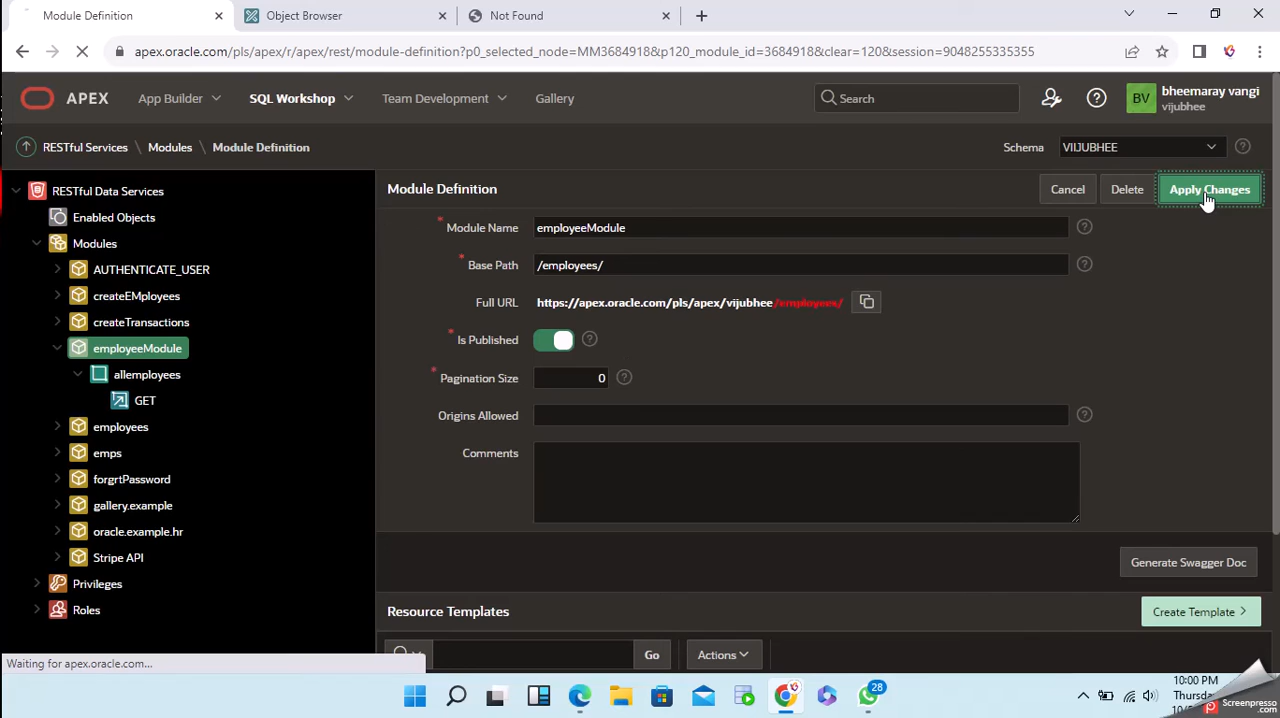 Module Definition
Object Browser
Not Found
apex.oracle.com/pls/apex/r/apex/rest/module-definition?p0_selected_node=MM3684918&p120_module_id=3684918&clear=120&session=9048255335355
APEX
App Builder
SQL Workshop
Team Development
Gallery
Search
BV
bheemaray vangi
vijubhee
RESTful Services
Modules
Module Definition
Schema
VIIJUBHEE
RESTful Data Services
Enabled Objects
Modules
AUTHENTICATE_USER
createEMployees
createTransactions
employeeModule
allemployees
GET
employees
emps
forgrtPassword
gallery.example
oracle.example.hr
Stripe API
Privileges
Roles
Module Definition
Cancel
Delete
Apply Changes
* Module Name employeeModule
* Base Path /employees/
Full URL https://apex.oracle.com/pls/apex/vijubhee/employees/
* Is Published
* Pagination Size 0
Origins Allowed
Comments
Generate Swagger Doc
Resource Templates
Create Template
Go
Actions
Waiting for apex.oracle.com...
28
10:00 PM
Thursday
Screenpresso
.com